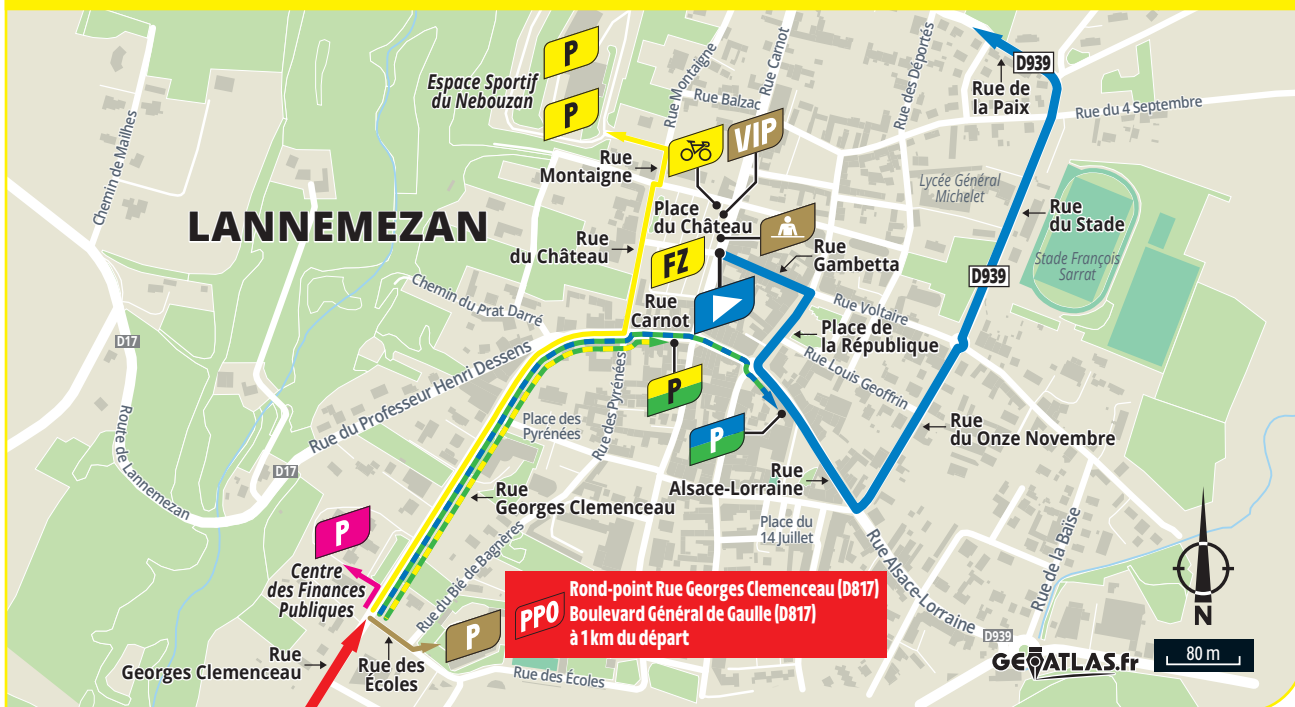 P
Espace Sportif
du Nebouzan
P
Rue Montaigne
Rue Carnot
Rue Balzac
Rue des Déportés
D939
Rue de
la Paix
Rue du 4 Septembre
Chemin de Mailhes
VIP
Rue
Montaigne
Lycée Général
Michelet
LANNEMEZAN
Place
du Château
Rue
du Stade
Rue
du Château
FZ
Rue
Gambetta
Stade François
Sarrat
D939
Chemin du Prat Darré
Rue
Carnot
Rue Voltaire
Place de
la République
D17
Rue Louis Geoffrin
Rue du Professeur Henri Dessens
Rue des Pyrénées
P
Place des
Pyrénées
P
Rue
du Onze Novembre
Route de Lannemezan
D17
Rue
Alsace-Lorraine
Rue
Georges Clemenceau
P
Place du
14 Juillet
Rue Alsace-Lorraine
Rue de la Baïse
Centre
des Finances
Publiques
Rue du Bié de Bagnères
P
PPO
Rond-point Rue Georges Clemenceau (D817)
Boulevard Général de Gaulle (D817)
à 1 km du départ
N
D939
Rue
Georges Clemenceau
Rue des
Écoles
Rue des Écoles
GEOATLAS.fr
80 m